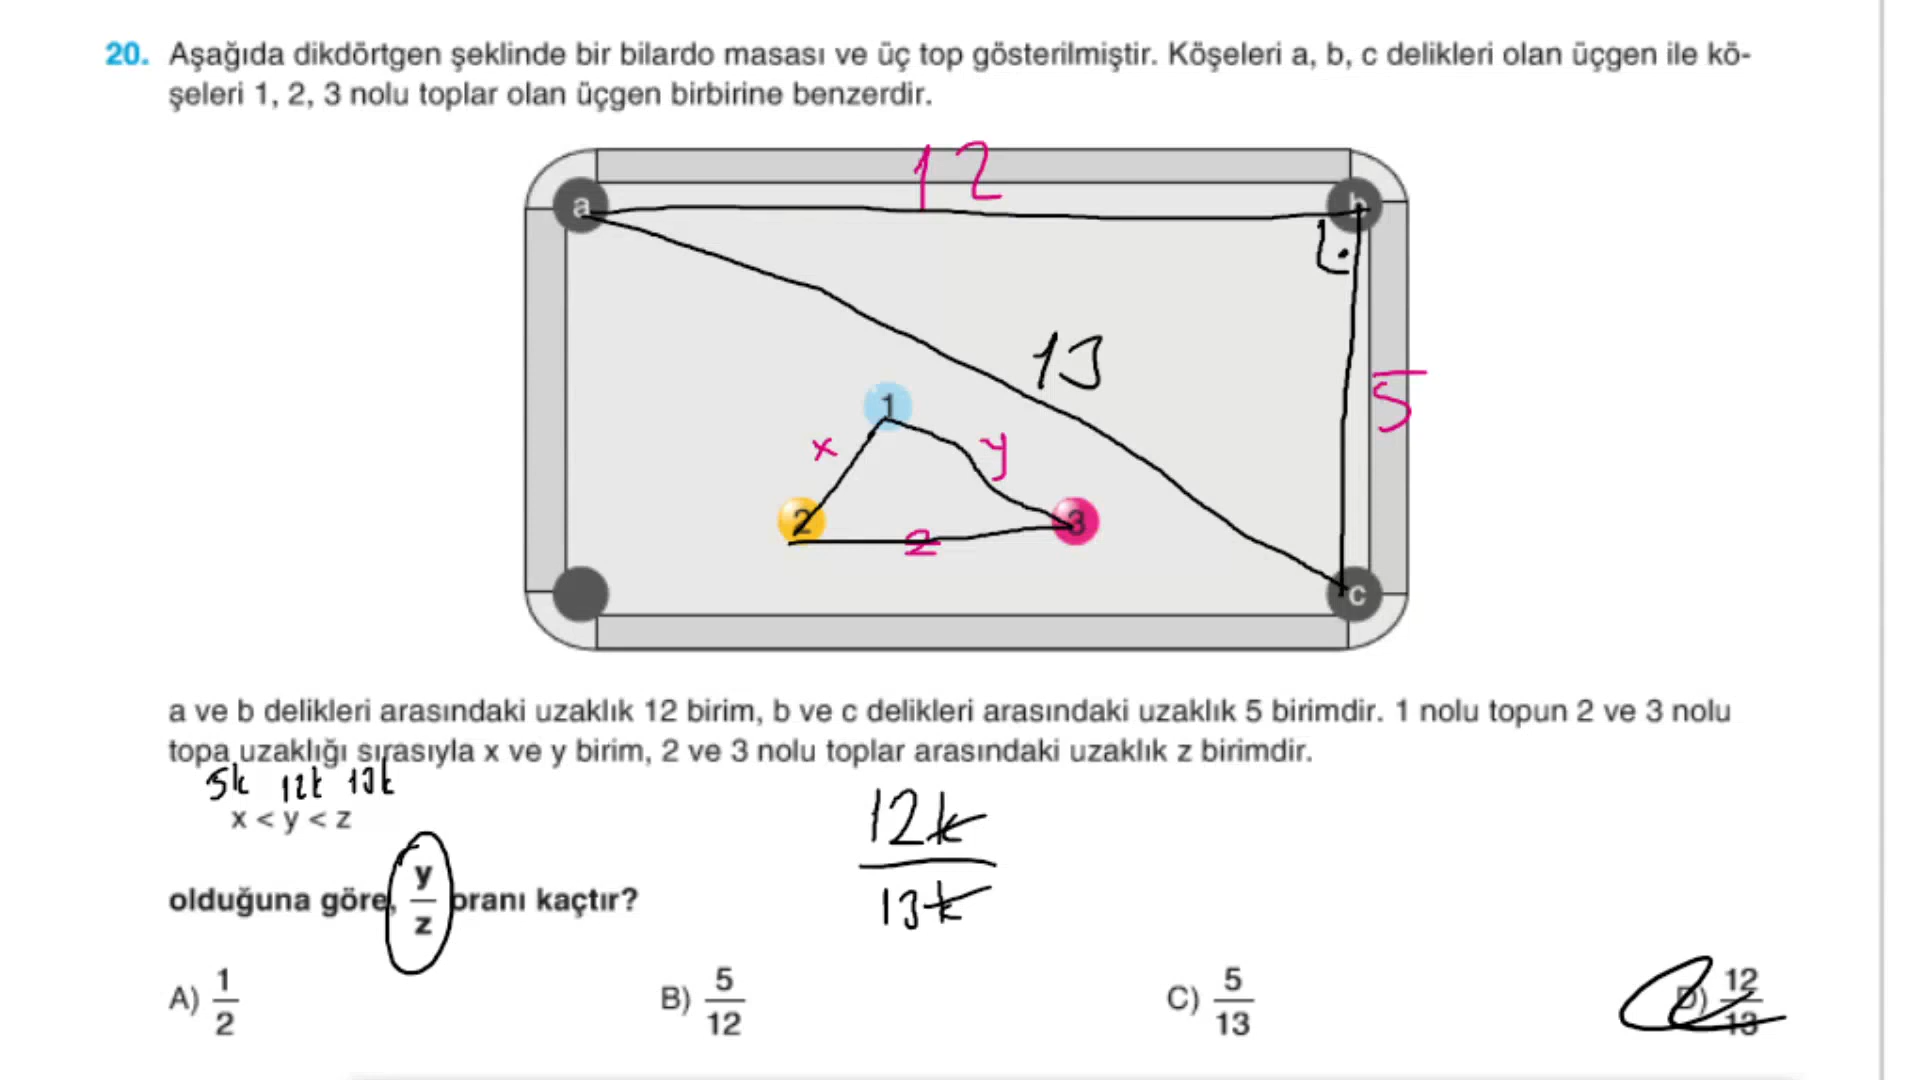 20. Aşağıda dikdörtgen şeklinde bir bilardo masası ve üç top gösterilmiştir. Köşeleri a, b, c delikleri olan üçgen ile kö-
şeleri 1, 2, 3 nolu toplar olan üçgen birbirine benzerdir.
12
a b
13
5
1
x y
2 3
z
c
a ve b delikleri arasındaki uzaklık 12 birim, b ve c delikleri arasındaki uzaklık 5 birimdir. 1 nolu topun 2 ve 3 nolu
topa uzaklığı sırasıyla x ve y birim, 2 ve 3 nolu toplar arasındaki uzaklık z birimdir.
5k 12k 13k
x < y < z
12k
13k
olduğuna göre, y/z oranı kaçtır?
A) 1/2 B) 5/12 C) 5/13 D) 12/13